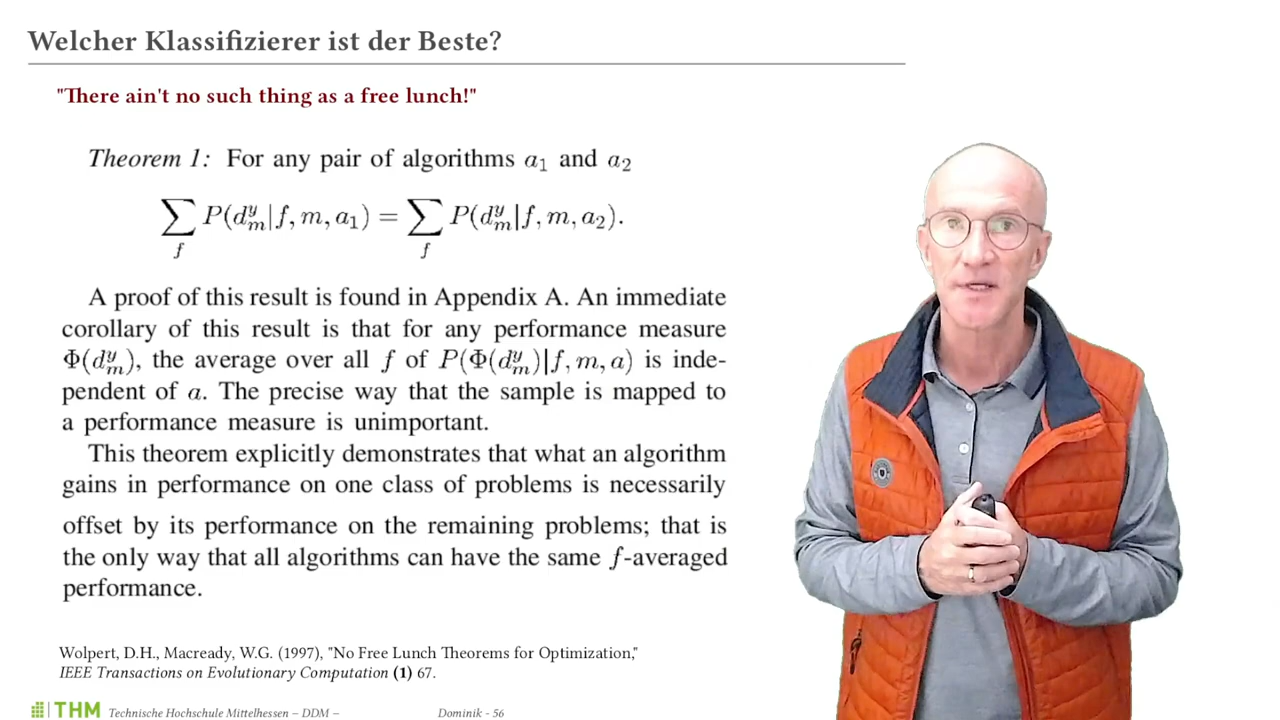 Welcher Klassifizierer ist der Beste?
"There ain't no such thing as a free lunch!"
Theorem 1: For any pair of algorithms a₁ and a₂
∑_f P(d_m^y|f, m, a₁) = ∑_f P(d_m^y|f, m, a₂).
A proof of this result is found in Appendix A. An immediate
corollary of this result is that for any performance measure
Φ(d_m^y), the average over all f of P(Φ(d_m^y)|f, m, a) is inde-
pendent of a. The precise way that the sample is mapped to
a performance measure is unimportant.
This theorem explicitly demonstrates that what an algorithm
gains in performance on one class of problems is necessarily
offset by its performance on the remaining problems; that is
the only way that all algorithms can have the same f-averaged
performance.
Wolpert, D.H., Macready, W.G. (1997), "No Free Lunch Theorems for Optimization,"
IEEE Transactions on Evolutionary Computation (1) 67.
THM Technische Hochschule Mittelhessen – DDM – Dominik - 56